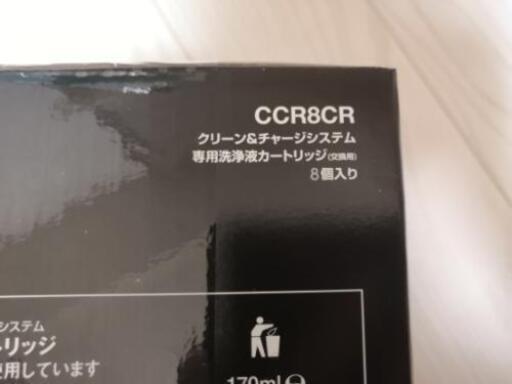 CCR8CR
クリーン&チャージシステム
専用洗浄液カートリッジ(交換用)
8個入り
システム
リッジ
使用しています
170ml ℮